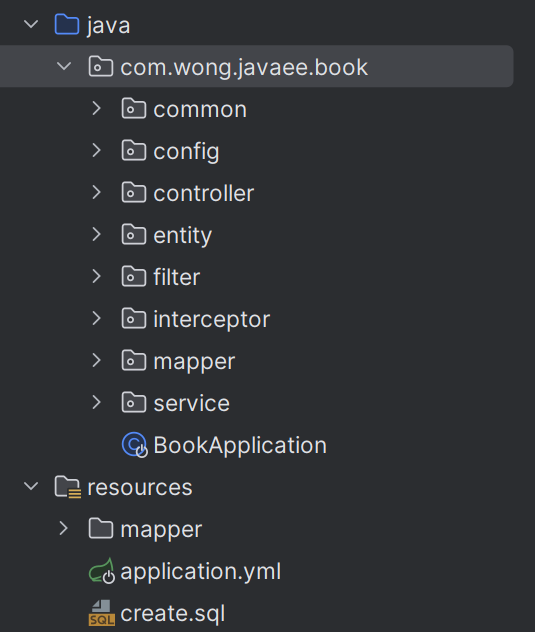 java
com.wong.javaee.book
common
config
controller
entity
filter
interceptor
mapper
service
BookApplication
resources
mapper
application.yml
SQL create.sql